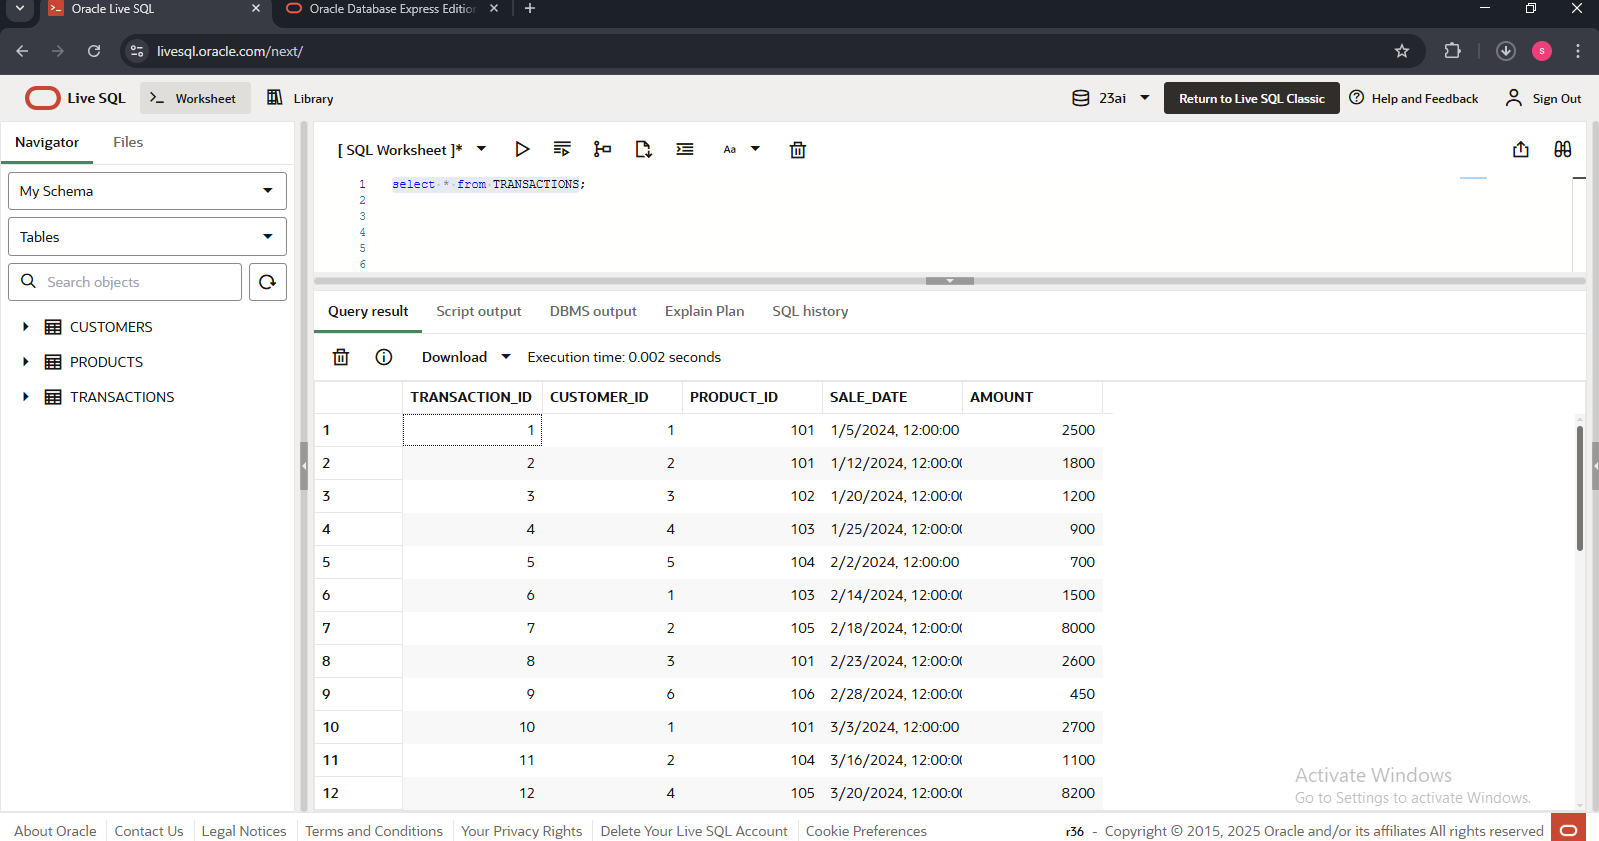 Oracle Live SQL
Oracle Database Express Edition
livesql.oracle.com/next/
S
Live SQL
Worksheet
Library
23ai
Return to Live SQL Classic
Help and Feedback
Sign Out
Navigator
Files
My Schema
Tables
Search objects
CUSTOMERS
PRODUCTS
TRANSACTIONS
[ SQL Worksheet ]*
Aa
1 select * from TRANSACTIONS;
2
3
4
5
6
Query result Script output DBMS output Explain Plan SQL history
Download Execution time: 0.002 seconds
TRANSACTION_ID CUSTOMER_ID PRODUCT_ID SALE_DATE AMOUNT
1 1 1 101 1/5/2024, 12:00:00 2500
2 2 2 101 1/12/2024, 12:00:00 1800
3 3 3 102 1/20/2024, 12:00:00 1200
4 4 4 103 1/25/2024, 12:00:00 900
5 5 5 104 2/2/2024, 12:00:00 700
6 6 1 103 2/14/2024, 12:00:00 1500
7 7 2 105 2/18/2024, 12:00:00 8000
8 8 3 101 2/23/2024, 12:00:00 2600
9 9 6 106 2/28/2024, 12:00:00 450
10 10 1 101 3/3/2024, 12:00:00 2700
11 11 2 104 3/16/2024, 12:00:00 1100
12 12 4 105 3/20/2024, 12:00:00 8200
Activate Windows
Go to Settings to activate Windows.
About Oracle Contact Us Legal Notices Terms and Conditions Your Privacy Rights Delete Your Live SQL Account Cookie Preferences
r36 - Copyright © 2015, 2025 Oracle and/or its affiliates All rights reserved